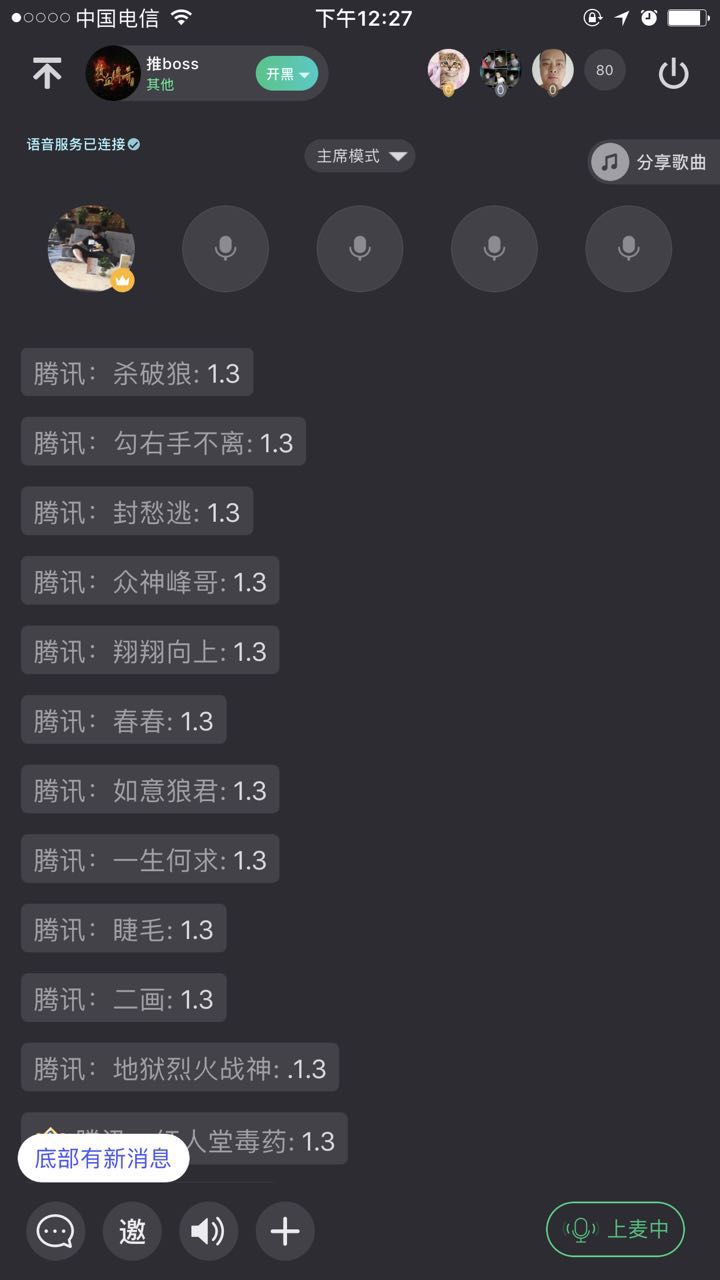 中国电信 下午12:27
推boss
其他
开黑
0
0
0
80
语音服务已连接
主席模式
分享歌曲
腾讯：杀破狼: 1.3
腾讯：勾右手不离: 1.3
腾讯：封愁逃: 1.3
腾讯：众神峰哥: 1.3
腾讯：翔翔向上: 1.3
腾讯：春春: 1.3
腾讯：如意狼君: 1.3
腾讯：一生何求: 1.3
腾讯：睫毛: 1.3
腾讯：二画: 1.3
腾讯：地狱烈火战神: .1.3
人堂毒药: 1.3
底部有新消息
邀
上麦中